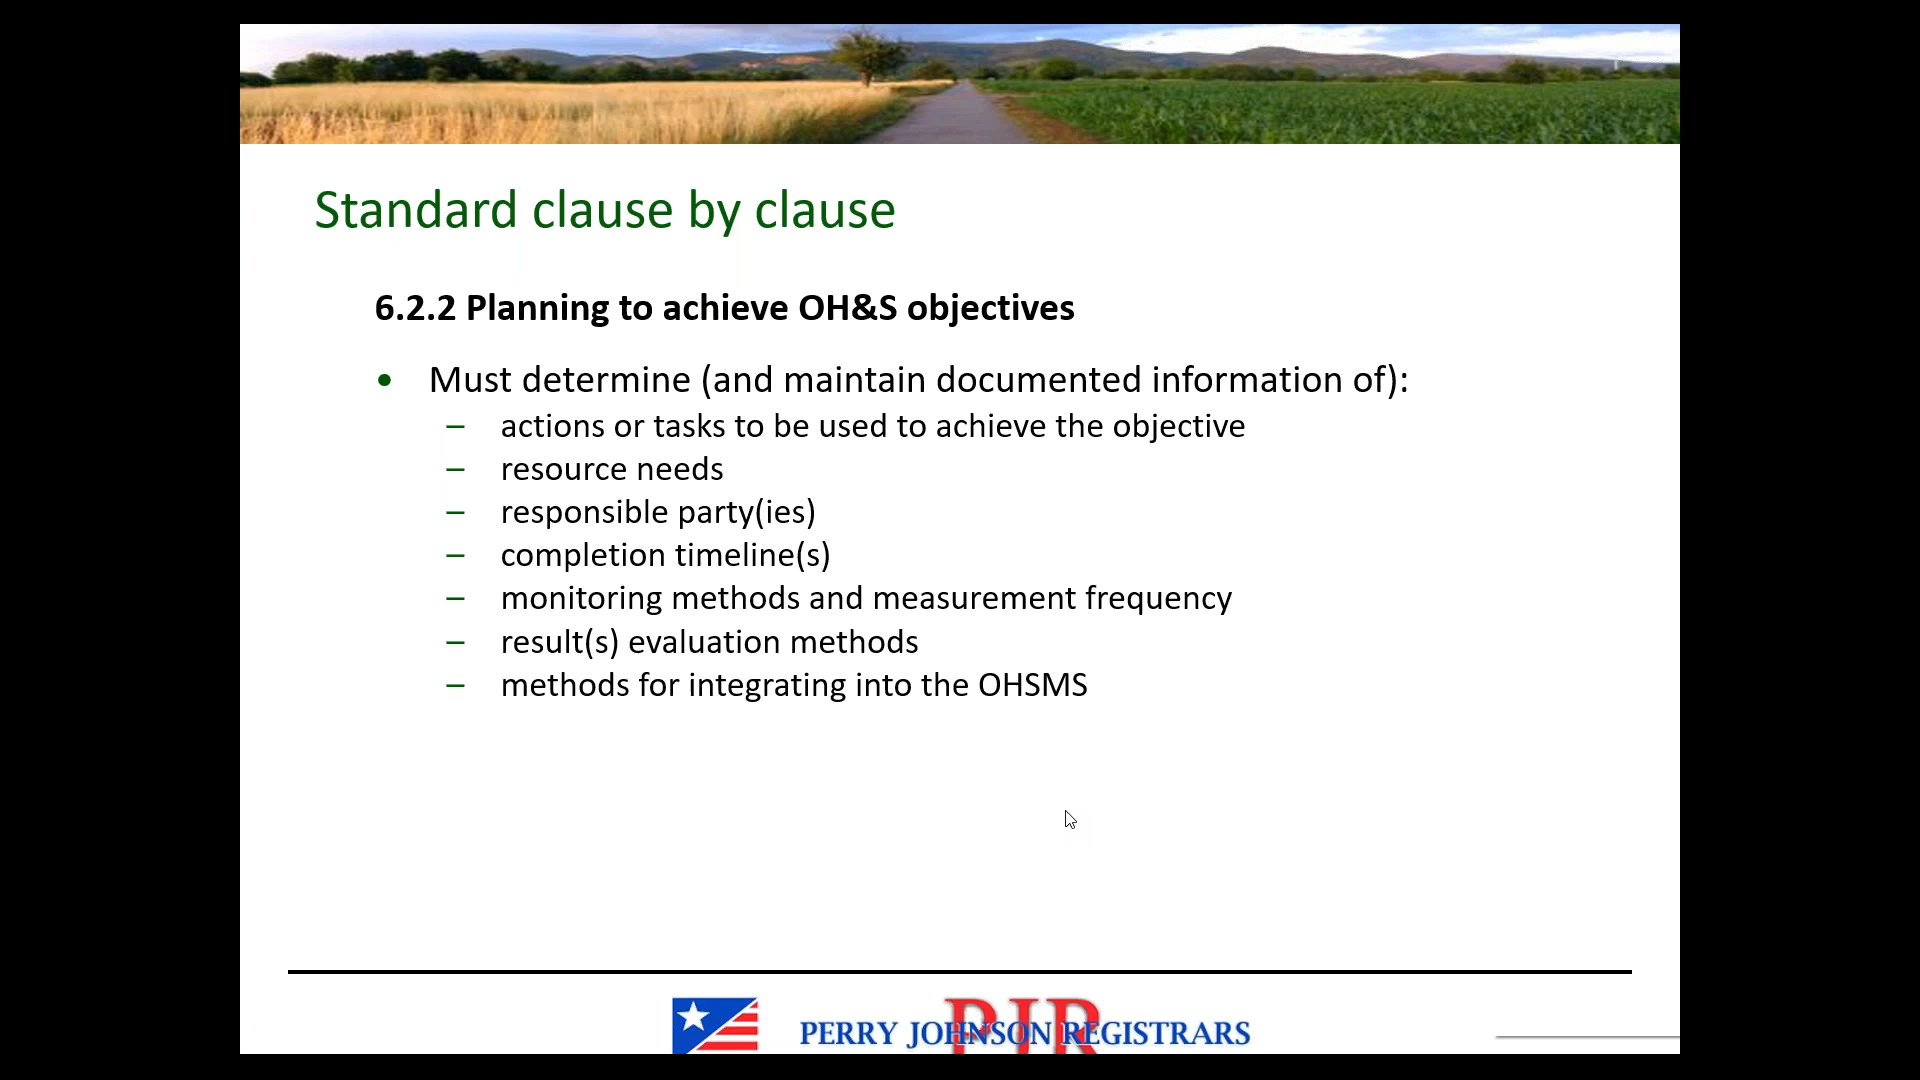 Standard clause by clause
6.2.2 Planning to achieve OH&S objectives
• Must determine (and maintain documented information of):
– actions or tasks to be used to achieve the objective
– resource needs
– responsible party(ies)
– completion timeline(s)
– monitoring methods and measurement frequency
– result(s) evaluation methods
– methods for integrating into the OHSMS
PJR
PERRY JOHNSON REGISTRARS